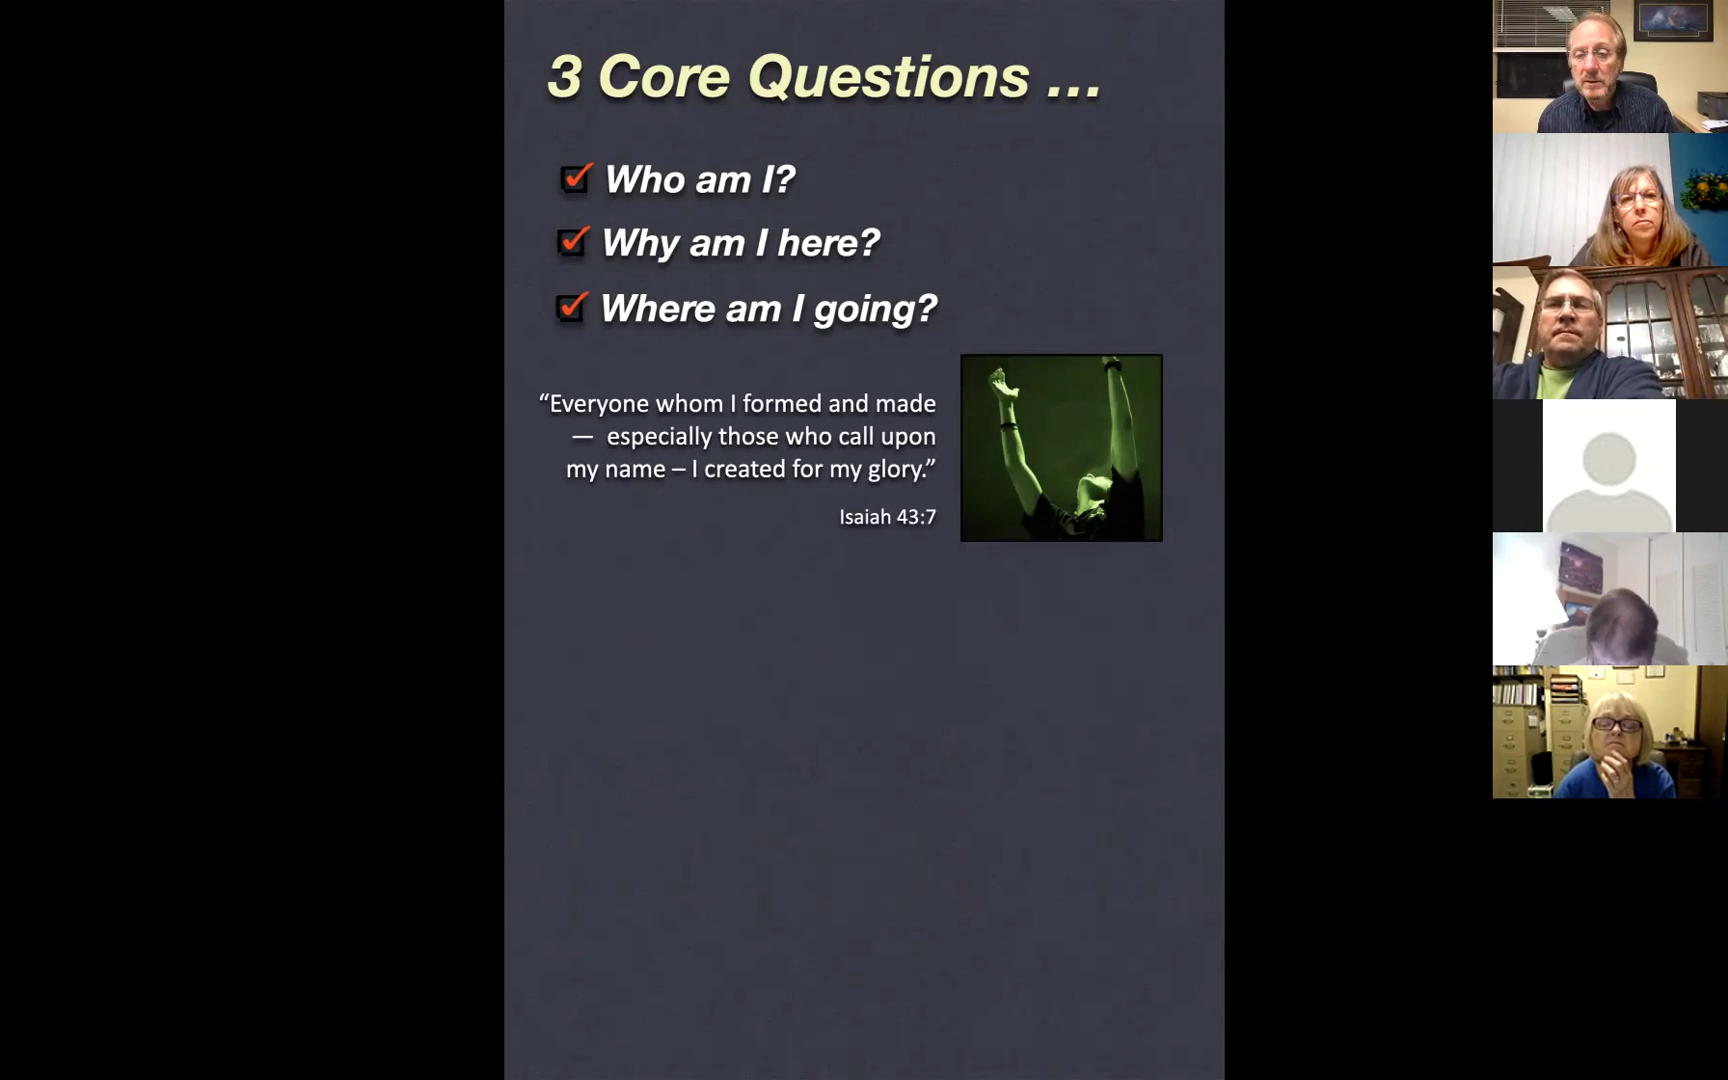 3 Core Questions ...
Who am I?
Why am I here?
Where am I going?
“Everyone whom I formed and made
— especially those who call upon
my name – I created for my glory.”
Isaiah 43:7